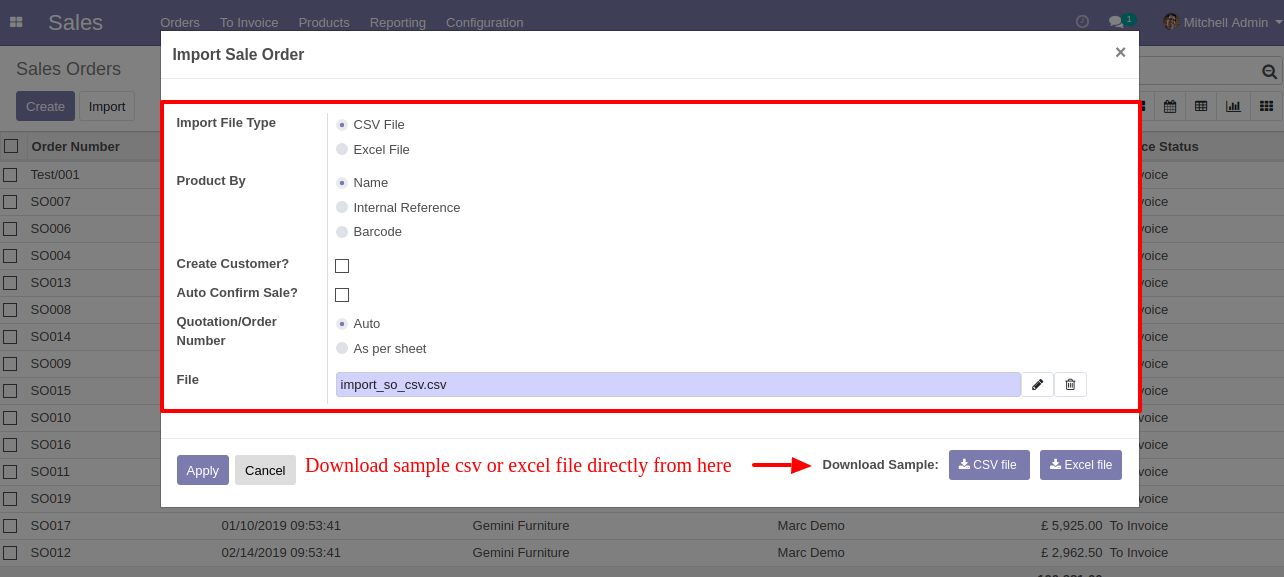 Sales Orders To Invoice Products Reporting Configuration 1 Mitchell Admin
Import Sale Order ×
Sales Orders
Create Import
Import File Type CSV File
Excel File
Order Number ce Status
Test/001 voice
Product By Name
SO007 voice
Internal Reference
SO006 Barcode voice
SO004 Create Customer? voice
SO013 voice
Auto Confirm Sale?
SO008 voice
Quotation/Order Auto
Number
SO014 voice
As per sheet
SO009 voice
File import_so_csv.csv
SO015 voice
SO010 voice
SO016 voice
Apply Cancel Download sample csv or excel file directly from here Download Sample: CSV file Excel file
SO011 voice
SO019 voice
SO017 01/10/2019 09:53:41 Gemini Furniture Marc Demo £ 5,925.00 To Invoice
SO012 02/14/2019 09:53:41 Gemini Furniture Marc Demo £ 2,962.50 To Invoice